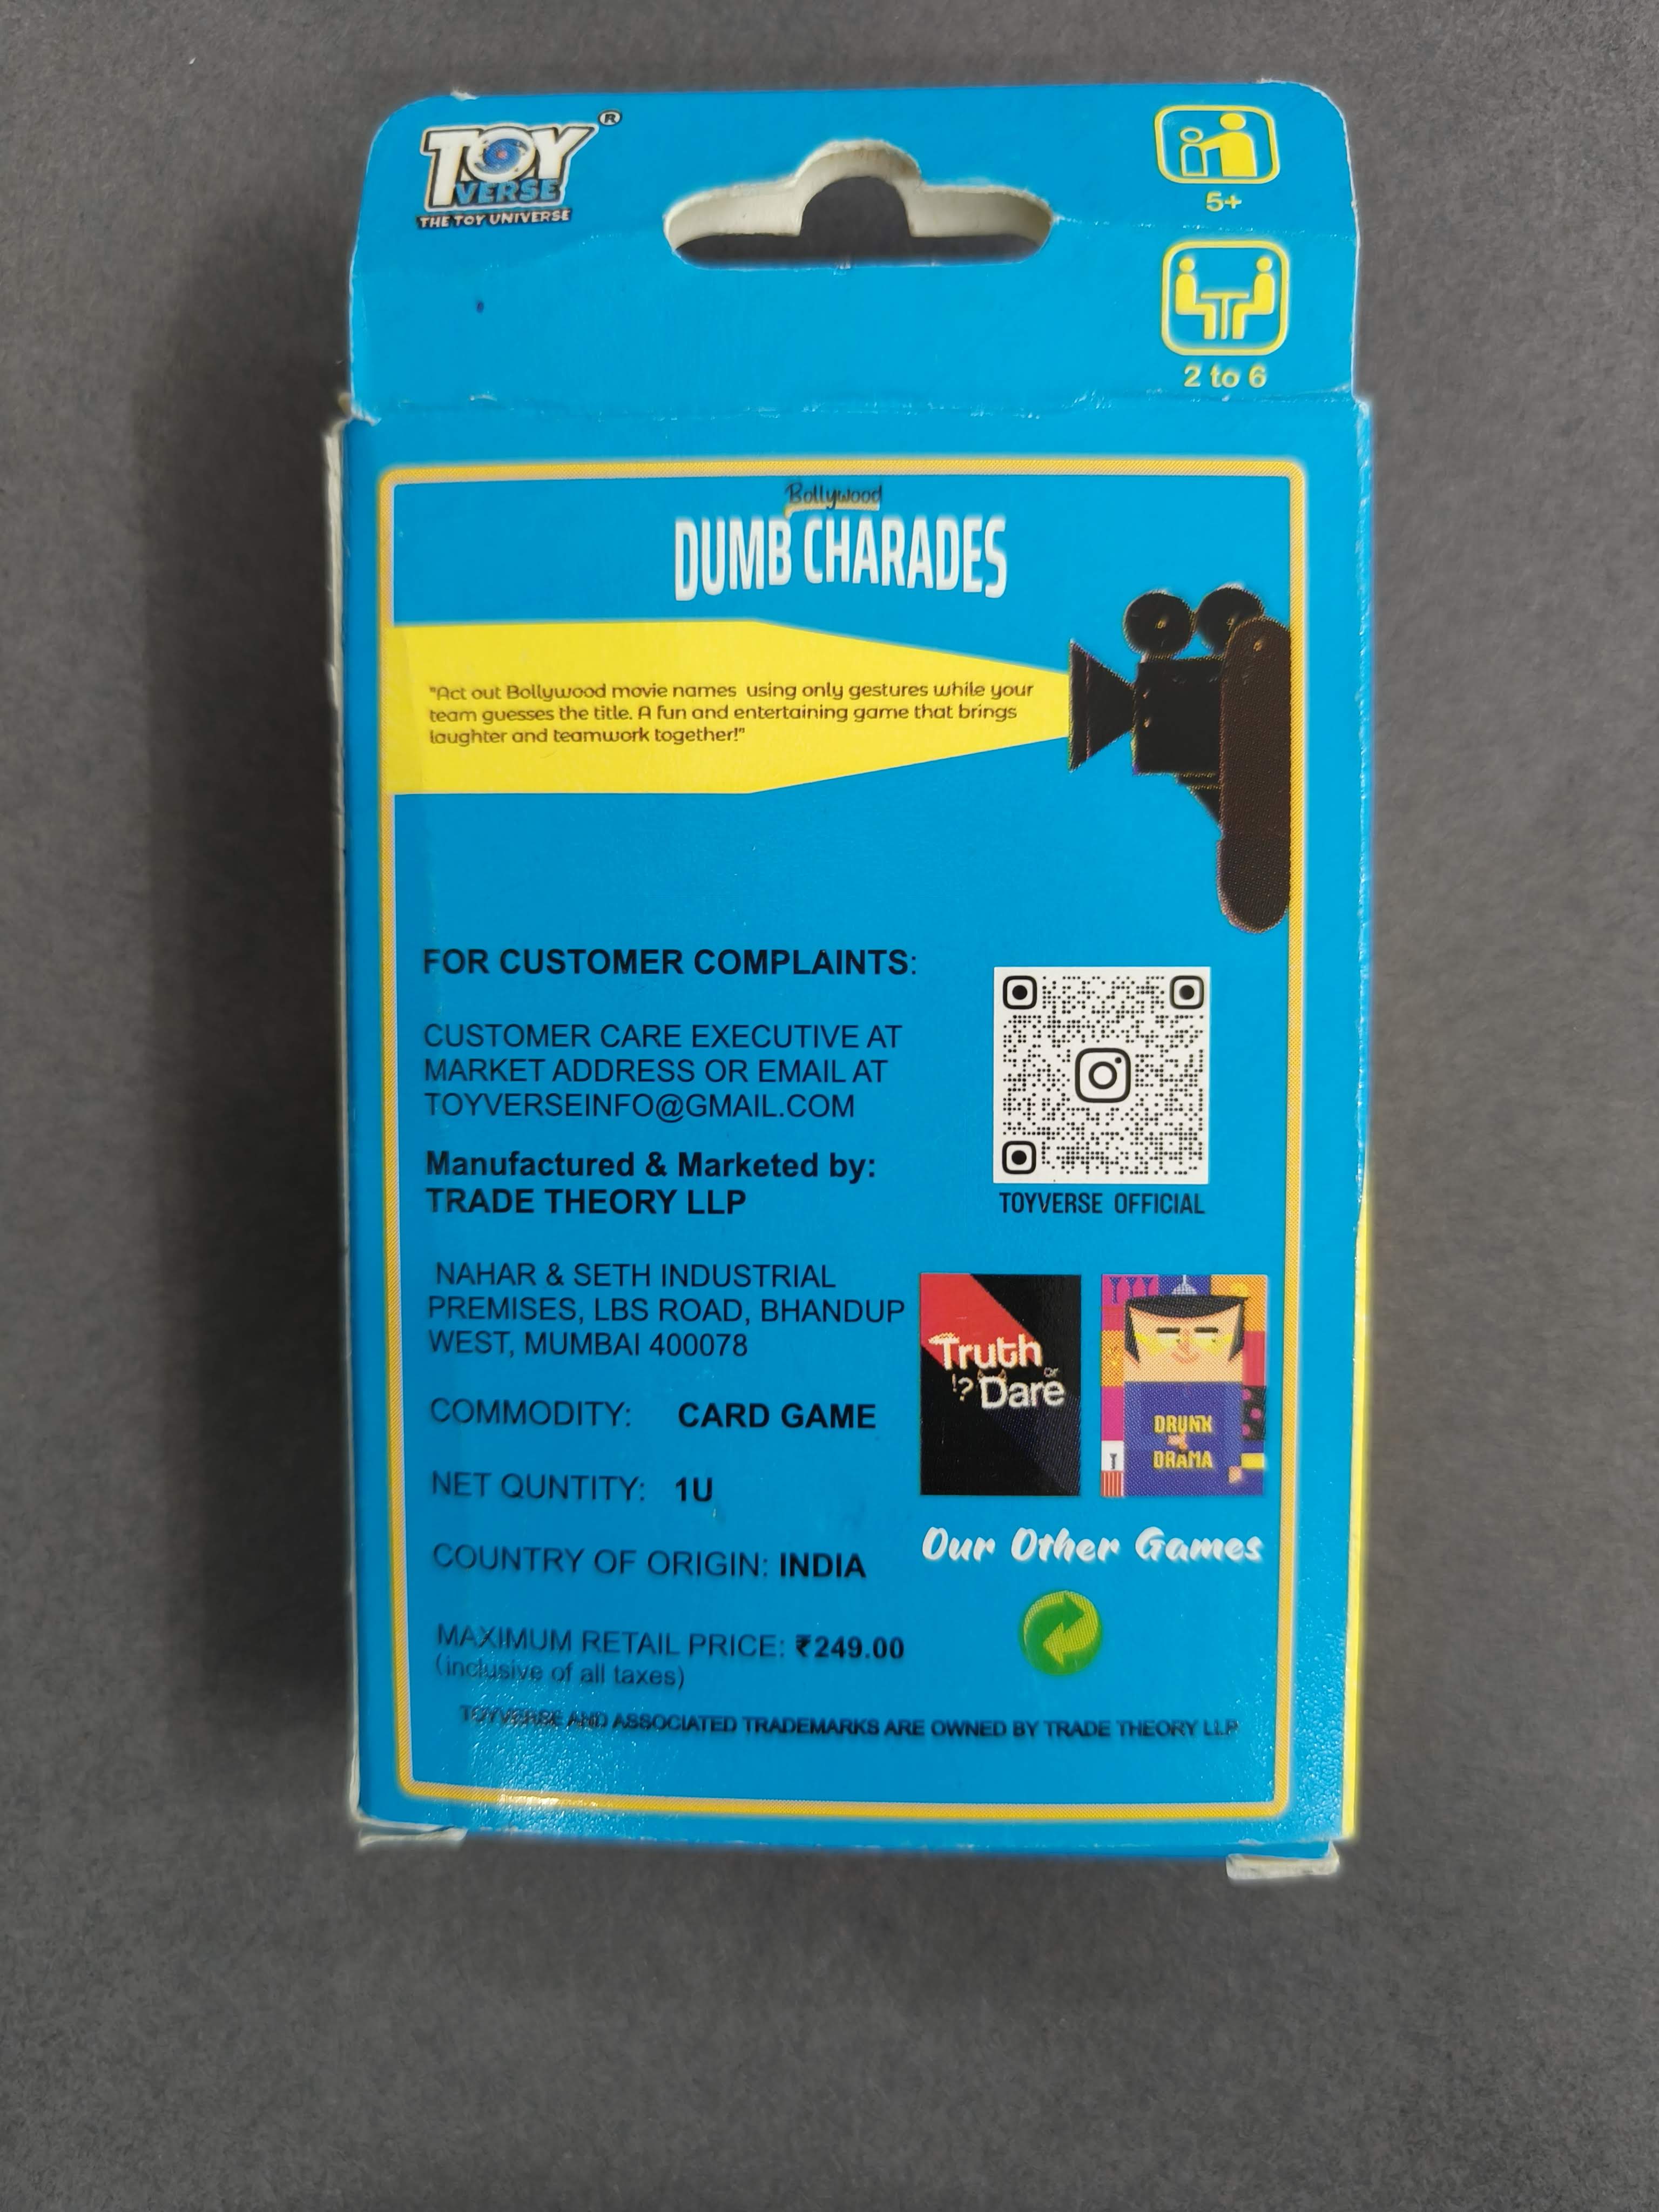 TOY ®
VERSE
THE TOY UNIVERSE
5+
2 to 6
Bollywood
DUMB CHARADES
"Act out Bollywood movie names using only gestures while your
team guesses the title. A fun and entertaining game that brings
laughter and teamwork together!"
FOR CUSTOMER COMPLAINTS:
CUSTOMER CARE EXECUTIVE AT
MARKET ADDRESS OR EMAIL AT
TOYVERSEINFO@GMAIL.COM
Manufactured & Marketed by:
TRADE THEORY LLP
TOYVERSE OFFICIAL
NAHAR & SETH INDUSTRIAL
PREMISES, LBS ROAD, BHANDUP
WEST, MUMBAI 400078
COMMODITY: CARD GAME
NET QUNTITY: 1U
COUNTRY OF ORIGIN: INDIA
MAXIMUM RETAIL PRICE: ₹249.00
(inclusive of all taxes)
Truth
or
!? Dare
DRUNK
DRAMA
T
Our Other Games
TOYVERSE AND ASSOCIATED TRADEMARKS ARE OWNED BY TRADE THEORY LLP